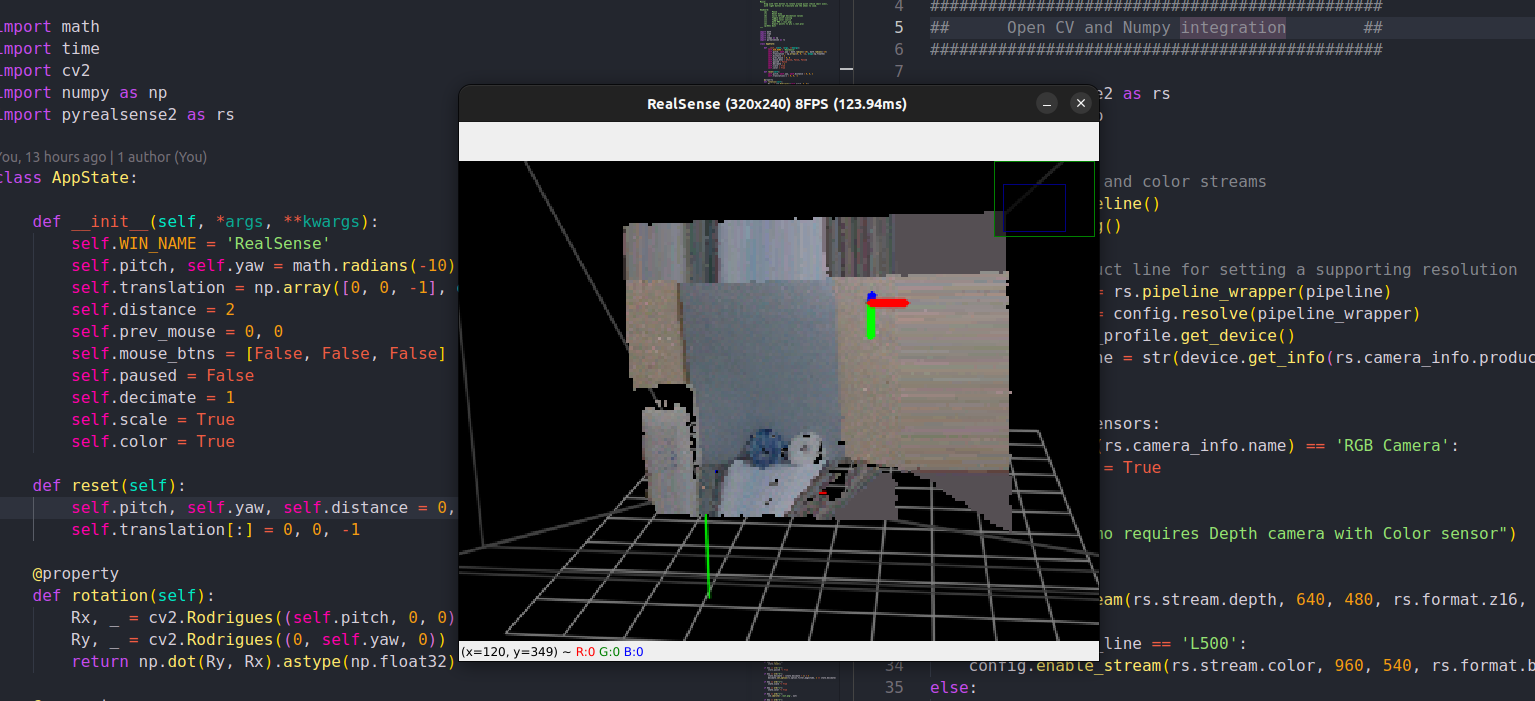 import math
import time
import cv2
import numpy as np
import pyrealsense2 as rs
You, 13 hours ago | 1 author (You)
class AppState:
def __init__(self, *args, **kwargs):
self.WIN_NAME = 'RealSense'
self.pitch, self.yaw = math.radians(-10)
self.translation = np.array([0, 0, -1],
self.distance = 2
self.prev_mouse = 0, 0
self.mouse_btns = [False, False, False]
self.paused = False
self.decimate = 1
self.scale = True
self.color = True
def reset(self):
self.pitch, self.yaw, self.distance = 0,
self.translation[:] = 0, 0, -1
@property
def rotation(self):
Rx, _ = cv2.Rodrigues((self.pitch, 0, 0)
Ry, _ = cv2.Rodrigues((0, self.yaw, 0))
return np.dot(Ry, Rx).astype(np.float32)
RealSense (320x240) 8FPS (123.94ms)
(x=120, y=349) ~ R:0 G:0 B:0
4 ###############################################
5 ## Open CV and Numpy integration ##
6 ###############################################
7
e2 as rs
and color streams
eline()
g()
uct line for setting a supporting resolution
= rs.pipeline_wrapper(pipeline)
= config.resolve(pipeline_wrapper)
_profile.get_device()
ne = str(device.get_info(rs.camera_info.produc
ensors:
(rs.camera_info.name) == 'RGB Camera':
= True
mo requires Depth camera with Color sensor")
eam(rs.stream.depth, 640, 480, rs.format.z16,
_line == 'L500':
34 config.enable_stream(rs.stream.color, 960, 540, rs.format.b
35 else: